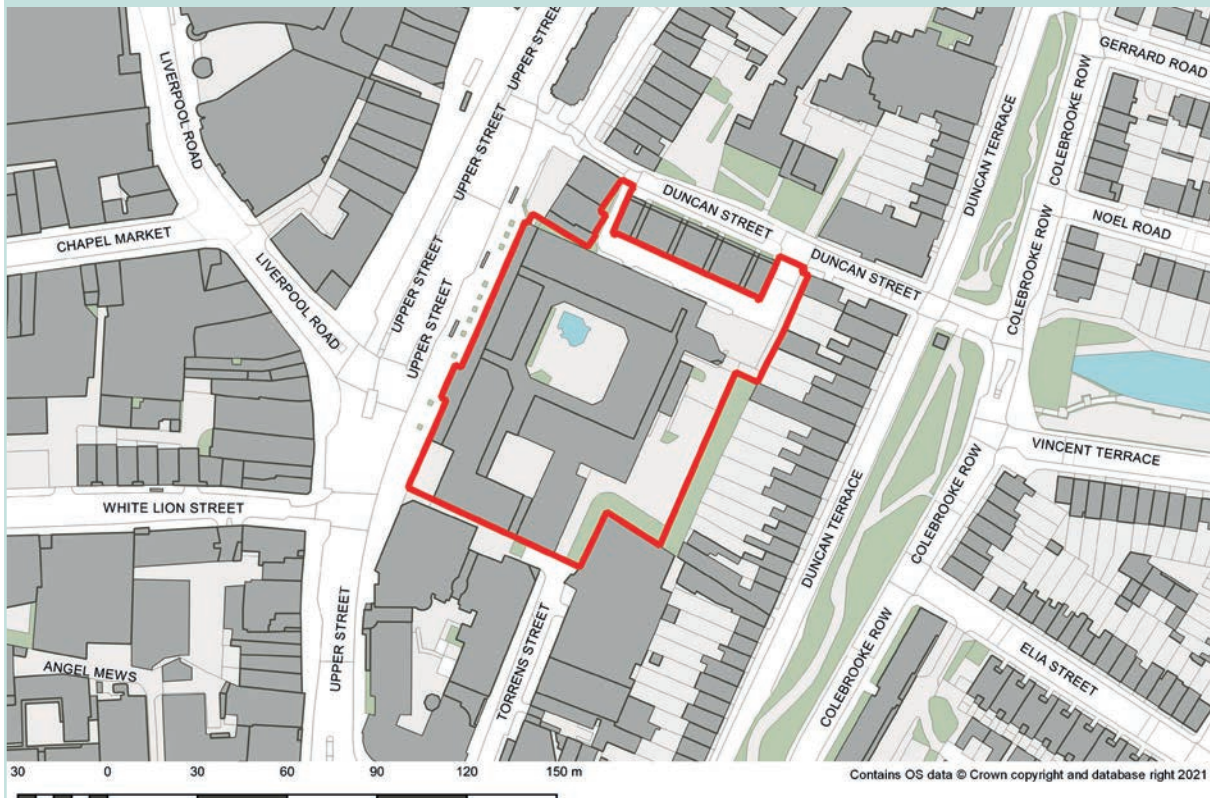 UPPER STREET
GERRARD ROAD
LIVERPOOL ROAD
UPPER STREET
DUNCAN TERRACE
COLEBROOKE ROW
DUNCAN STREET
NOEL ROAD
CHAPEL MARKET
LIVERPOOL ROAD
UPPER STREET
UPPER STREET
DUNCAN STREET
COLEBROOKE ROW
VINCENT TERRACE
WHITE LION STREET
DUNCAN TERRACE
COLEBROOKE ROW
UPPER STREET
TORRENS STREET
COLEBROOKE ROW
ELIA STREET
ANGEL MEWS
30 0 30 60 90 120 150 m
Contains OS data © Crown copyright and database right 2021